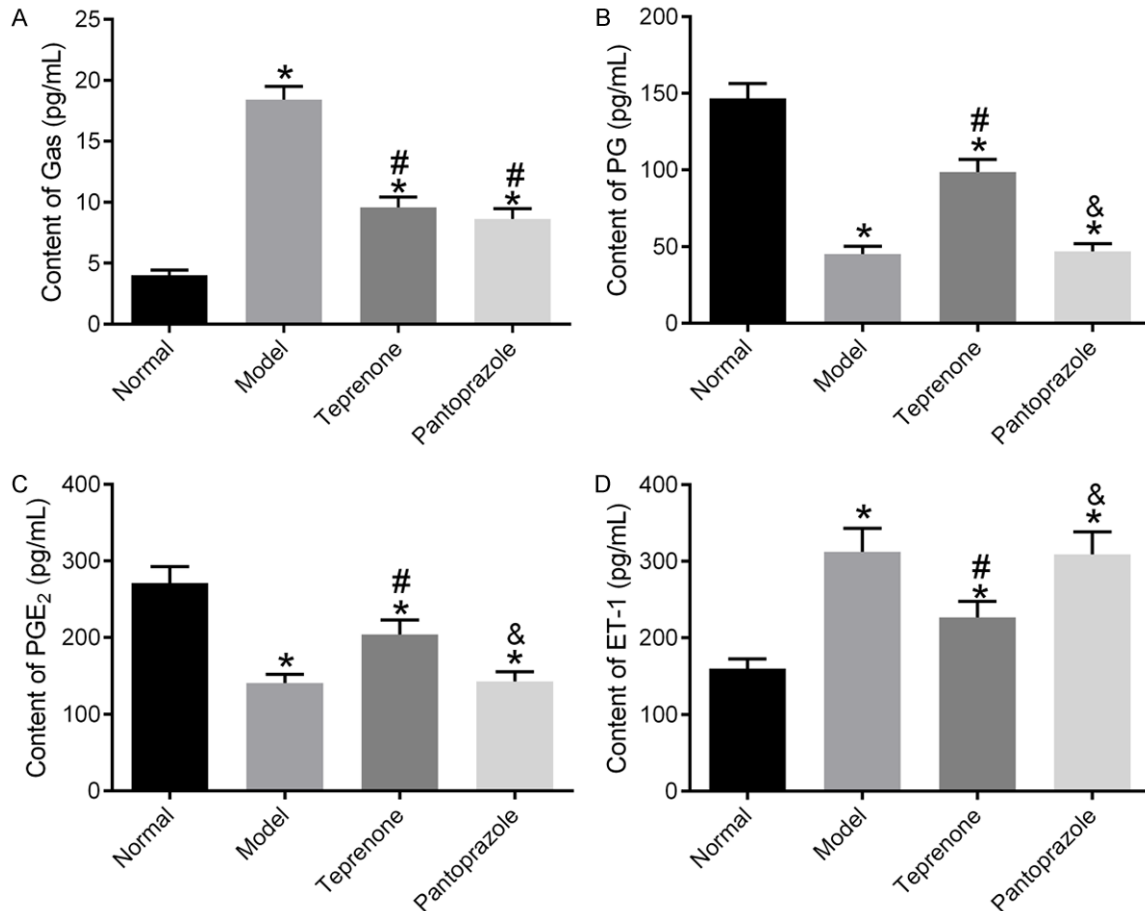 A
Content of Gas (pg/mL)
25
20
15
10
5
0
*
#
*
#
*
Normal
Model
Teprenone
Pantoprazole
B
Content of PG (pg/mL)
200
150
100
50
0
*
#
*
&
*
Normal
Model
Teprenone
Pantoprazole
C
Content of PGE₂ (pg/mL)
400
300
200
100
0
*
#
*
&
*
Normal
Model
Teprenone
Pantoprazole
D
Content of ET-1 (pg/mL)
400
300
200
100
0
*
#
*
&
*
Normal
Model
Teprenone
Pantoprazole